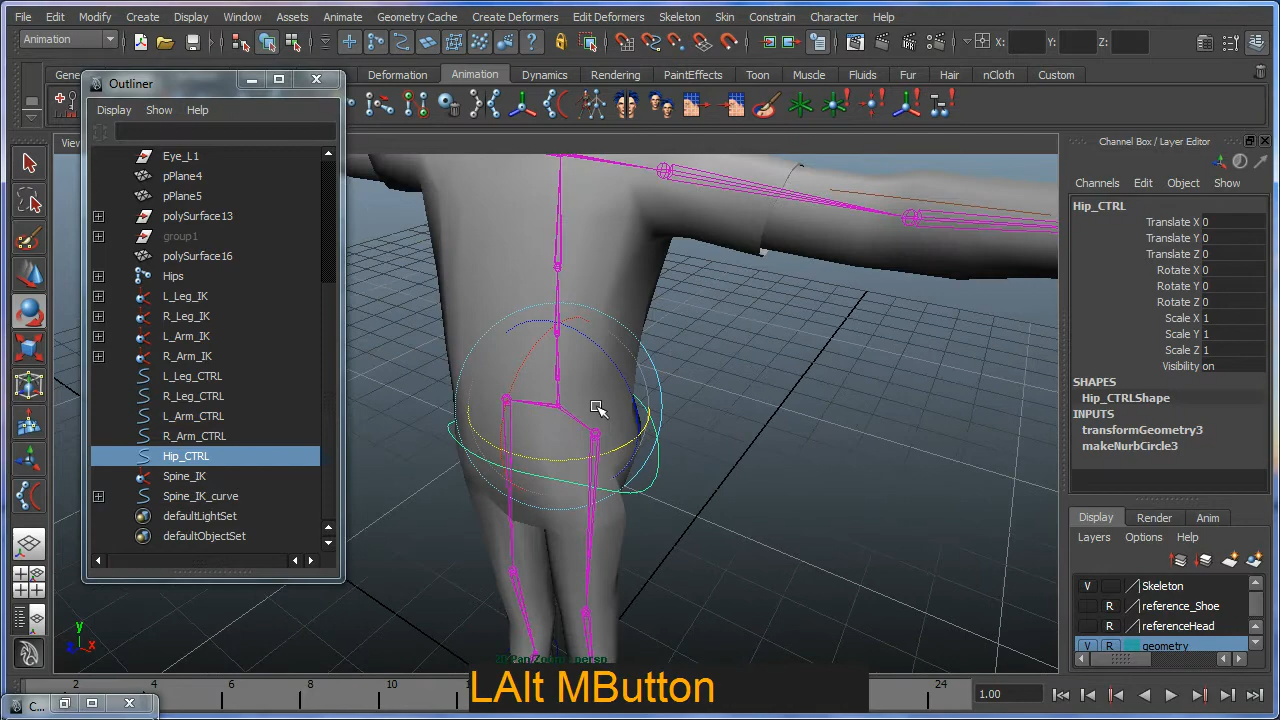 File Edit Modify Create Display Window Assets Animate Geometry Cache Create Deformers Edit Deformers Skeleton Skin Constrain Character Help
Animation X: Y: Z:
Outliner
Deformation Animation Dynamics Rendering PaintEffects Toon Muscle Fluids Fur Hair nCloth Custom
Display Show Help
Eye_L1
pPlane4
pPlane5
polySurface13
group1
polySurface16
Hips
L_Leg_IK
R_Leg_IK
L_Arm_IK
R_Arm_IK
L_Leg_CTRL
R_Leg_CTRL
L_Arm_CTRL
R_Arm_CTRL
Hip_CTRL
Spine_IK
Spine_IK_curve
defaultLightSet
defaultObjectSet
y
x
z
2D Pan/Zoom persp
Channel Box / Layer Editor
Channels Edit Object Show
Hip_CTRL
Translate X 0
Translate Y 0
Translate Z 0
Rotate X 0
Rotate Y 0
Rotate Z 0
Scale X 1
Scale Y 1
Scale Z 1
Visibility on
SHAPES
Hip_CTRLShape
INPUTS
transformGeometry3
makeNurbCircle3
Display Render Anim
Layers Options Help
V Skeleton
R reference_Shoe
R referenceHead
V R geometry
LAlt MButton
2 4 6 8 10 24 1.00
C...